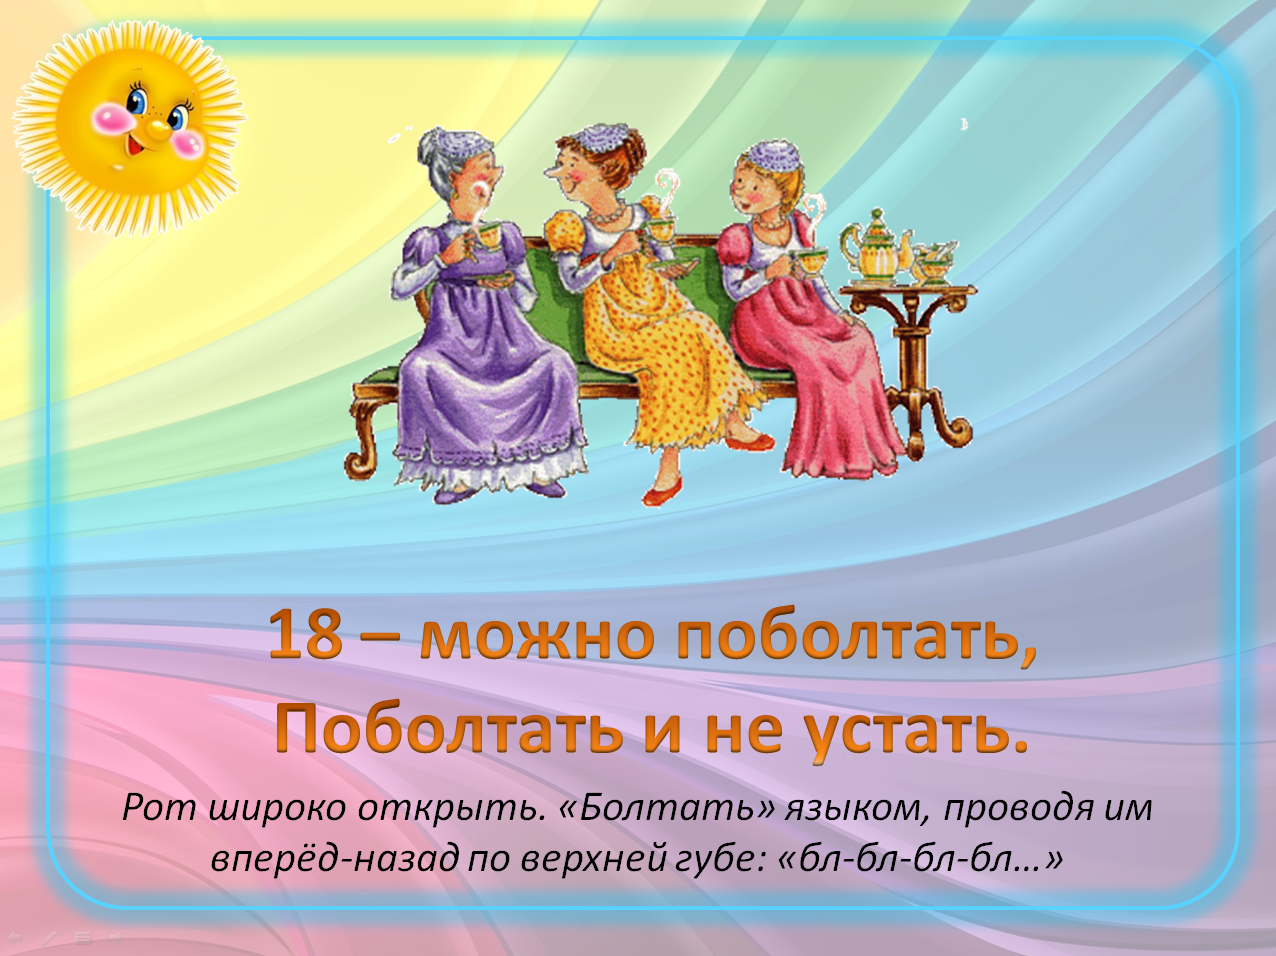 18 – можно поболтать,
Поболтать и не устать.
Рот широко открыть. «Болтать» языком, проводя им
вперёд-назад по верхней губе: «бл-бл-бл-бл…»